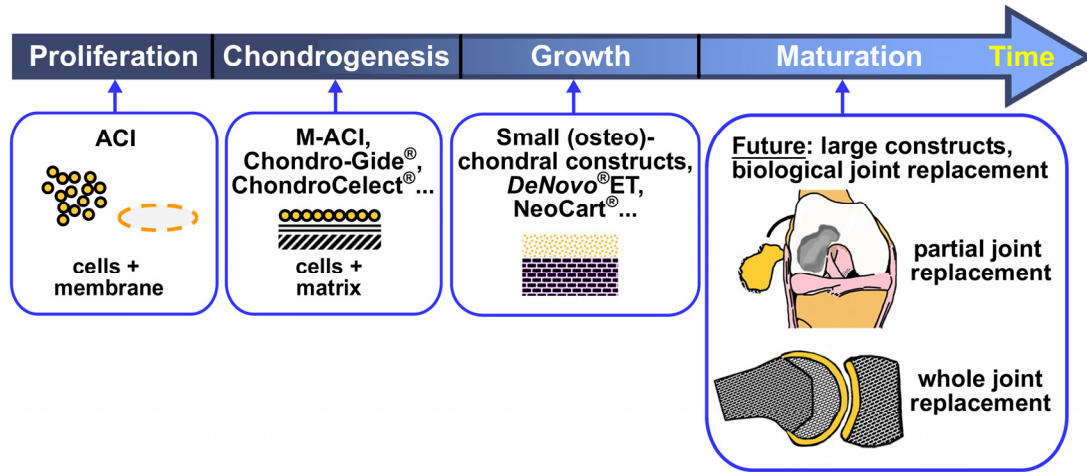 Proliferation
Chondrogenesis
Growth
Maturation
Time
ACI
cells +
membrane
M-ACI,
Chondro-Gide®,
ChondroCelect®...
cells +
matrix
Small (osteo)-
chondral constructs,
DeNovo®ET,
NeoCart®...
Future: large constructs,
biological joint replacement
partial joint
replacement
whole joint
replacement